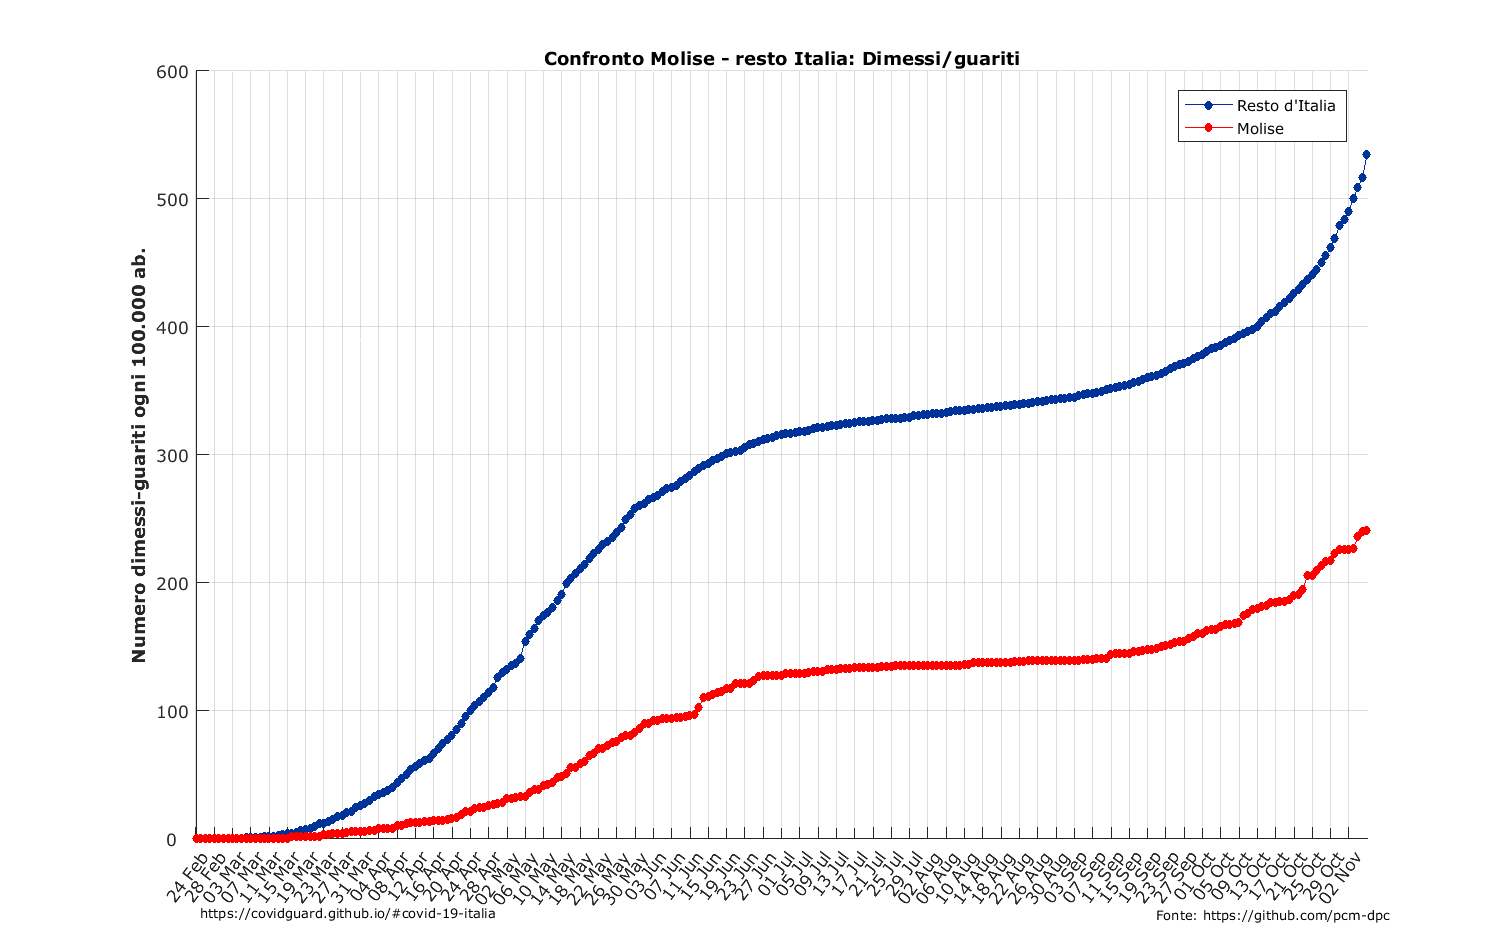 Confronto Molise - resto Italia: Dimessi/guariti
Resto d'Italia
Molise
Numero dimessi-guariti ogni 100.000 ab.
600
500
400
300
200
100
0
24 Feb
28 Feb
03 Mar
07 Mar
11 Mar
15 Mar
19 Mar
23 Mar
27 Mar
31 Mar
04 Apr
08 Apr
12 Apr
16 Apr
20 Apr
24 Apr
28 Apr
02 May
06 May
10 May
14 May
18 May
22 May
26 May
30 May
03 Jun
07 Jun
11 Jun
15 Jun
19 Jun
23 Jun
27 Jun
01 Jul
05 Jul
09 Jul
13 Jul
17 Jul
21 Jul
25 Jul
29 Jul
02 Aug
06 Aug
10 Aug
14 Aug
18 Aug
22 Aug
26 Aug
30 Aug
03 Sep
07 Sep
11 Sep
15 Sep
19 Sep
23 Sep
27 Sep
01 Oct
05 Oct
09 Oct
13 Oct
17 Oct
21 Oct
25 Oct
29 Oct
02 Nov
https://covidguard.github.io/#covid-19-italia
Fonte: https://github.com/pcm-dpc